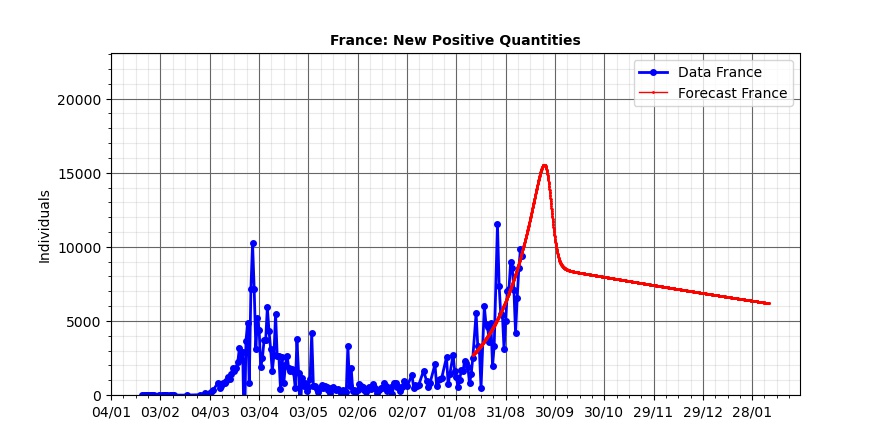 France: New Positive Quantities
Data France
Forecast France
Individuals
20000
15000
10000
5000
0
04/01 03/02 04/03 03/04 03/05 02/06 02/07 01/08 31/08 30/09 30/10 29/11 29/12 28/01